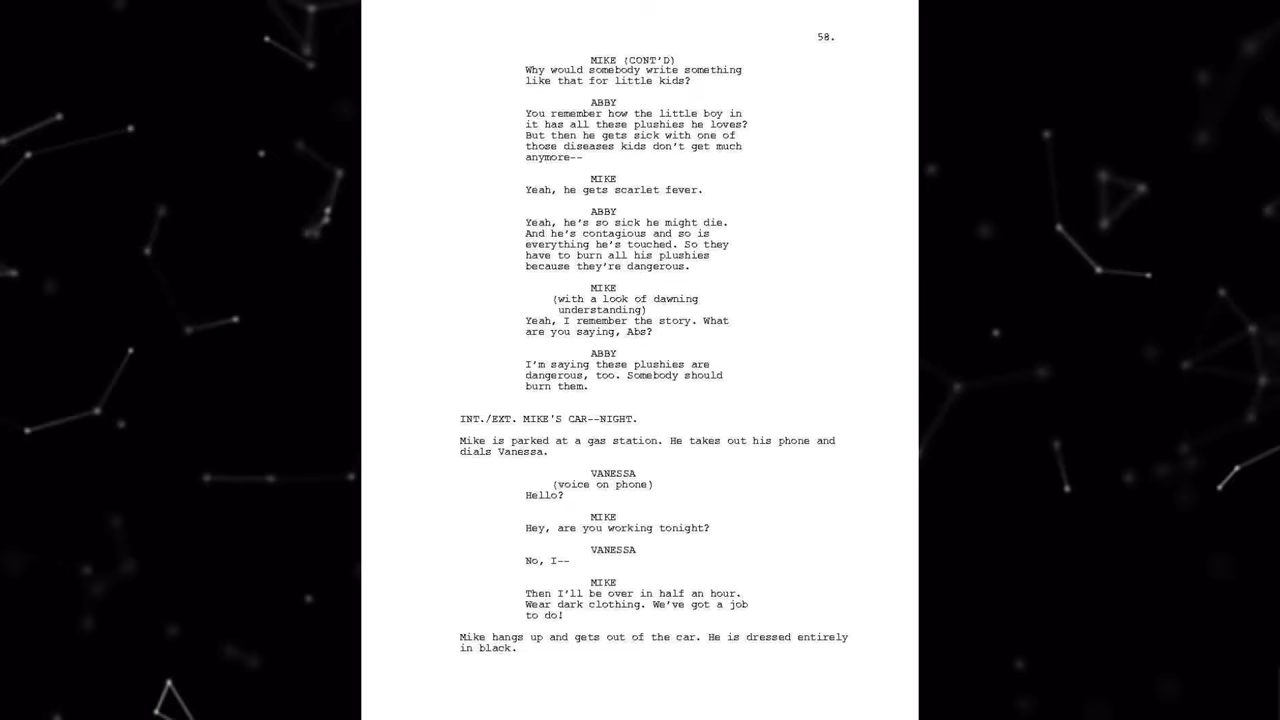 58.
MIKE (CONT'D)
Why would somebody write something
like that for little kids?
ABBY
You remember how the little boy in
it has all these plushies he loves?
But then he gets sick with one of
those diseases kids don't get much
anymore--
MIKE
Yeah, he gets scarlet fever.
ABBY
Yeah, he's so sick he might die.
And he's contagious and so is
everything he's touched. So they
have to burn all his plushies
because they're dangerous.
MIKE
(with a look of dawning
understanding)
Yeah, I remember the story. What
are you saying, Abs?
ABBY
I'm saying these plushies are
dangerous, too. Somebody should
burn them.
INT./EXT. MIKE'S CAR--NIGHT.
Mike is parked at a gas station. He takes out his phone and
dials Vanessa.
VANESSA
(voice on phone)
Hello?
MIKE
Hey, are you working tonight?
VANESSA
No, I--
MIKE
Then I'll be over in half an hour.
Wear dark clothing. We've got a job
to do!
Mike hangs up and gets out of the car. He is dressed entirely
in black.